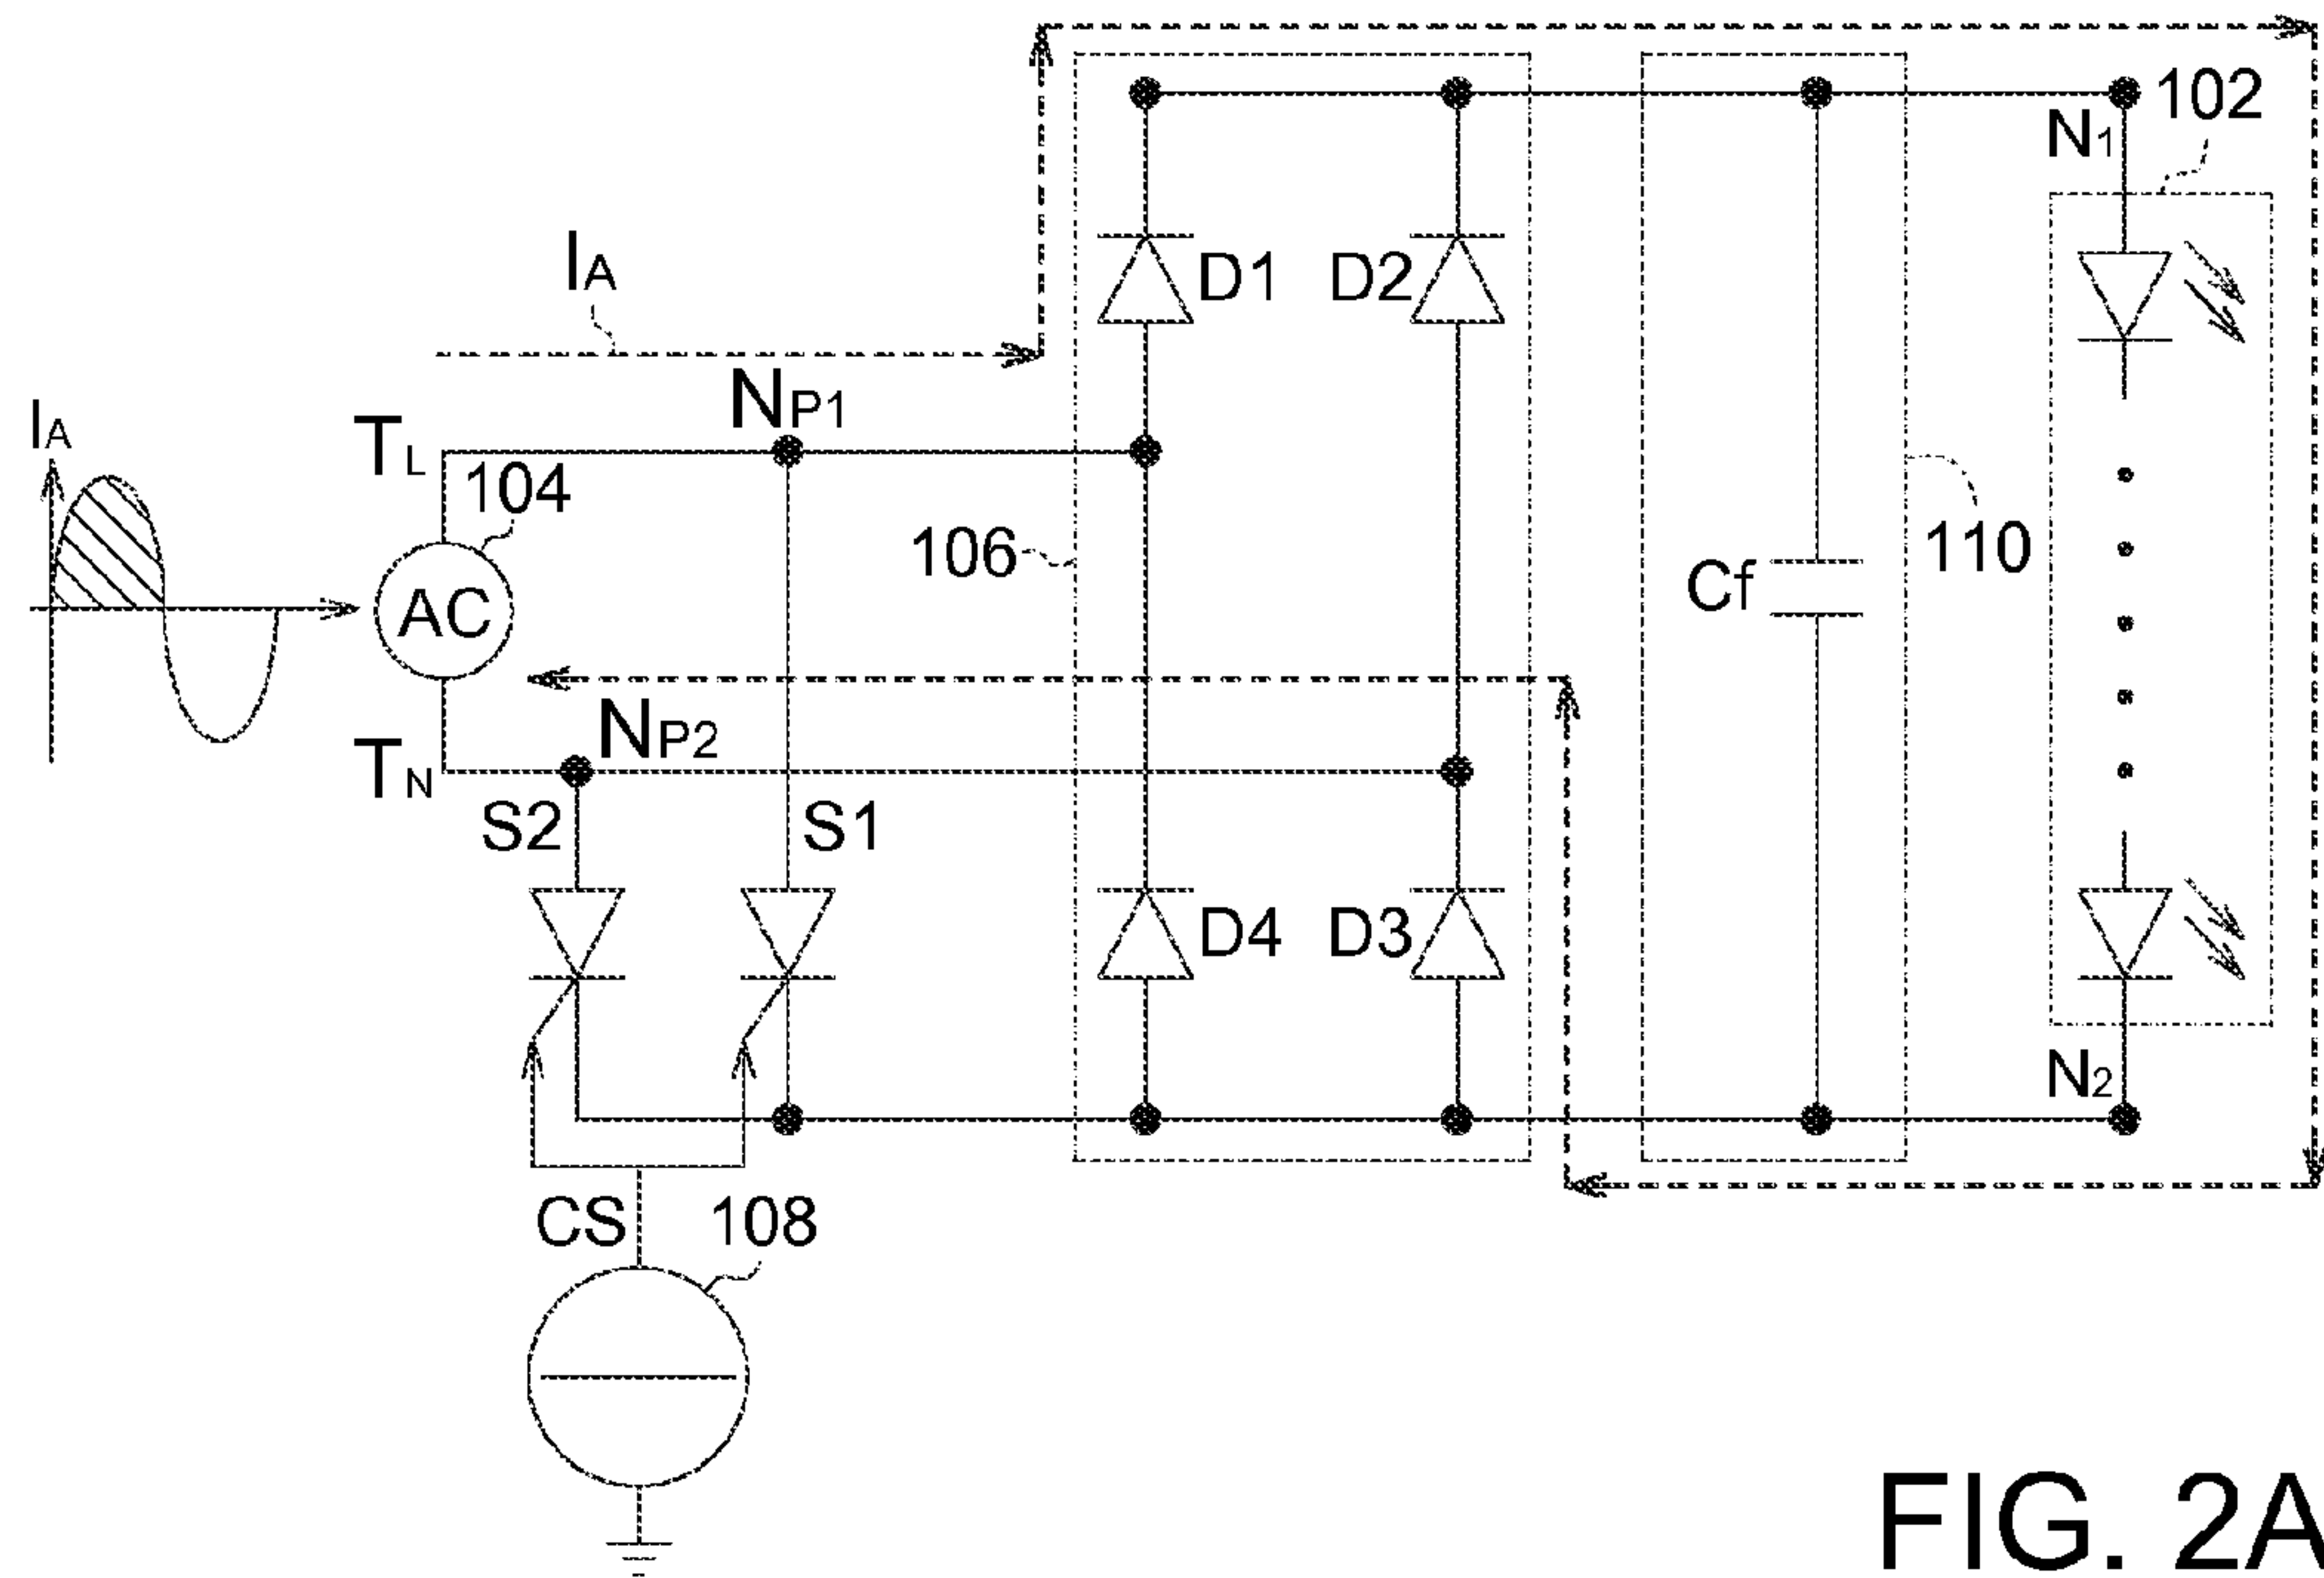 102
N1
IA
D1
D2
NP1
IA
TL
104
106
110
AC
Cf
NP2
TN
S2
S1
D4
D3
N2
CS
108
FIG. 2A